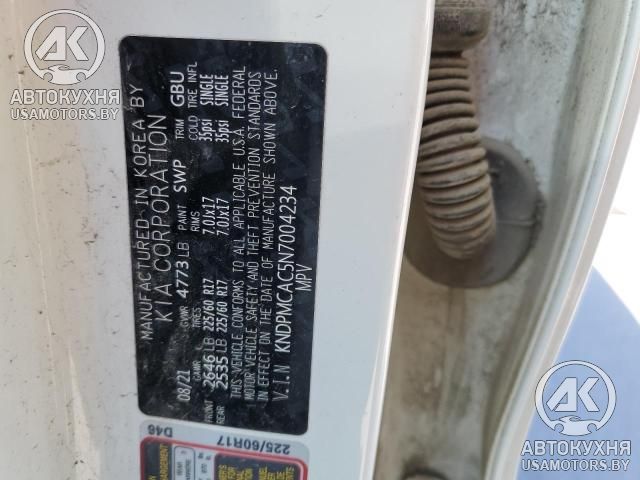 AK
АВТОКУХНЯ
USAMOTORS.BY
MANUFACTURED IN KOREA BY
KIA CORPORATION
08/21 GVWR 4773 LB PAINT SWP TRIM GBU
GAWR TIRES RIMS COLD TIRE INFL
FRONT 2646 LB 225/60 R17 7.0Jx17 35psi SINGLE
REAR 2535 LB 225/60 R17 7.0Jx17 35psi SINGLE
THIS VEHICLE CONFORMS TO ALL APPLICABLE U.S.A. FEDERAL
MOTOR VEHICLE SAFETY AND THEFT PREVENTION STANDARDS
IN EFFECT ON THE DATE OF MANUFACTURE SHOWN ABOVE.
V.I.N KNDPMCAC5N7004234
MPV
D46
225/60R17
AK
АВТОКУХНЯ
USAMOTORS.BY